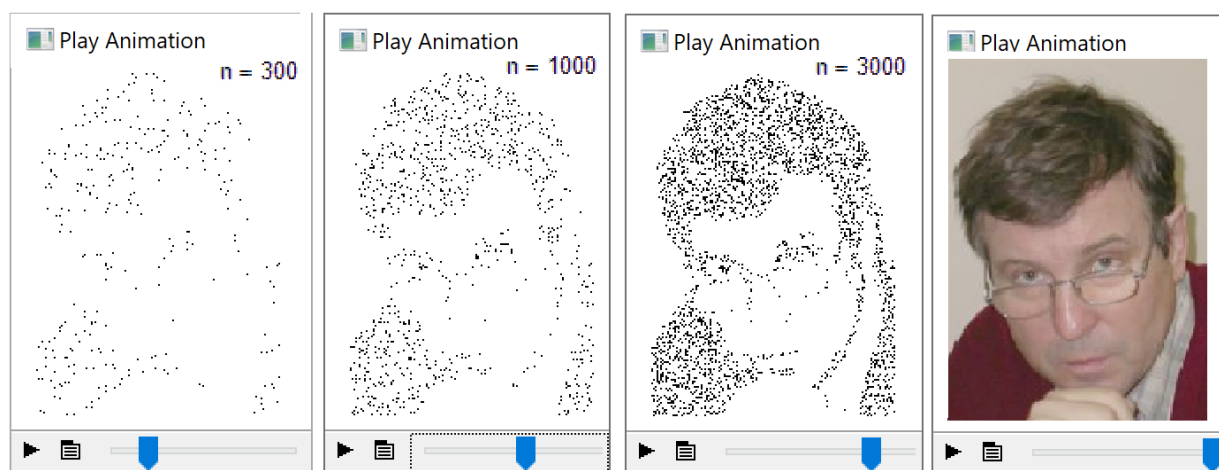 Play Animation
n = 300
Play Animation
n = 1000
Play Animation
n = 3000
Play Animation